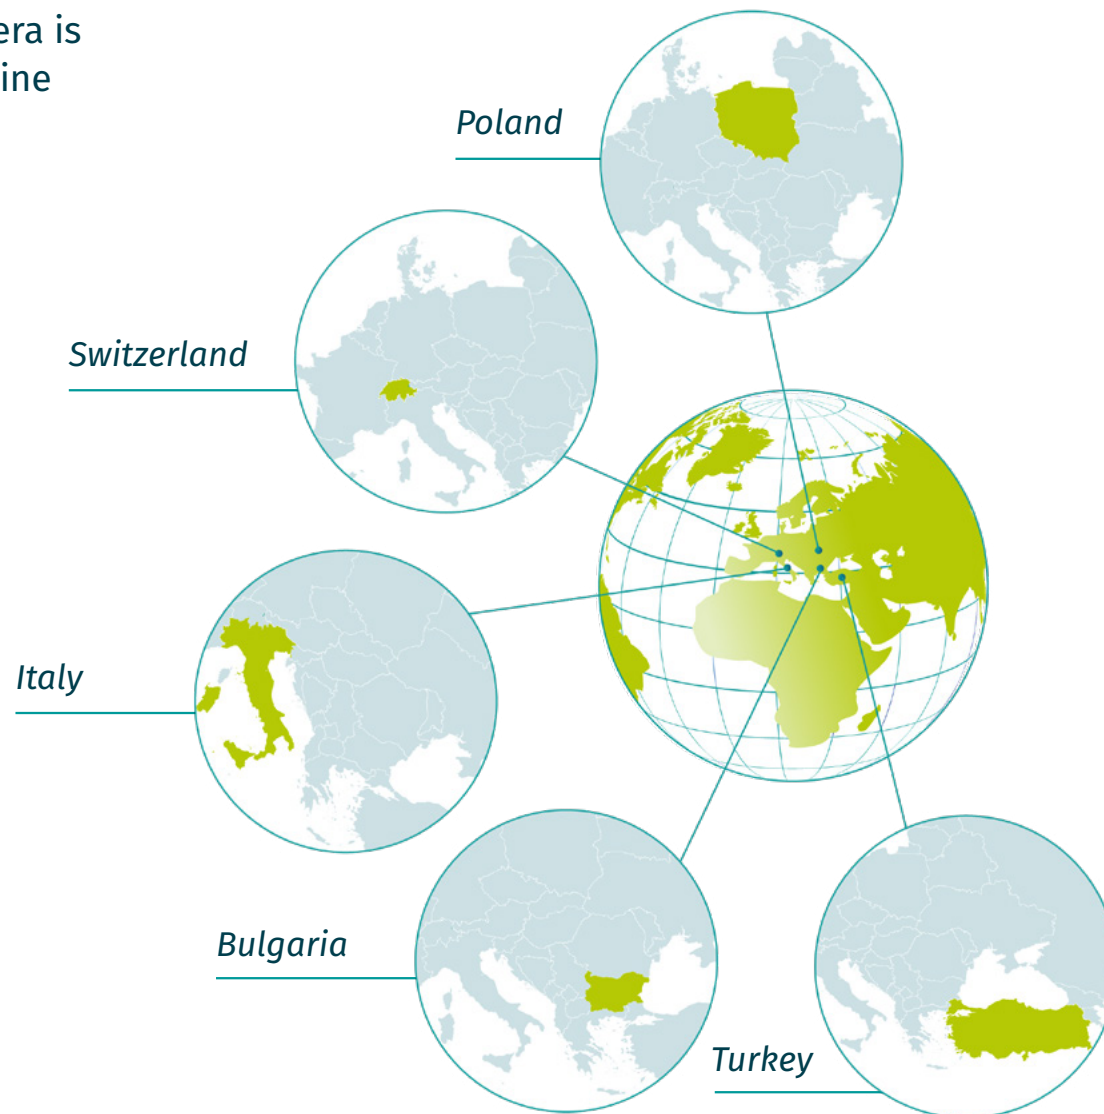 era is
ine
Poland
Switzerland
Italy
Bulgaria
Turkey